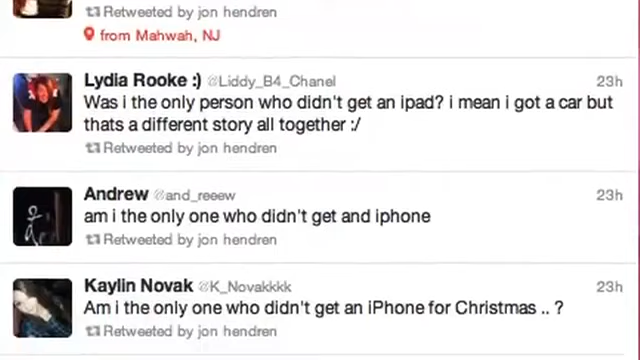 Retweeted by jon hendren
from Mahwah, NJ
Lydia Rooke :) @Liddy_B4_Chanel 23h
Was i the only person who didn't get an ipad? i mean i got a car but
thats a different story all together :/
Retweeted by jon hendren
Andrew @and_reeew 23h
am i the only one who didn't get and iphone
Retweeted by jon hendren
Kaylin Novak @K_Novakkkk 23h
Am i the only one who didn't get an iPhone for Christmas .. ?
Retweeted by jon hendren